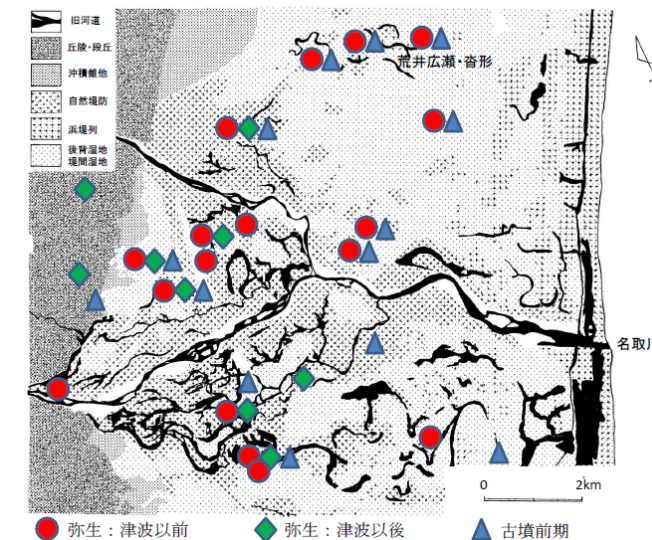 旧河道
丘陵・段丘
沖積錐他
自然堤防
浜堤列
後背湿地
堤間湿地
荒井広瀬・沓形
名取川
0 2km
弥生：津波以前 弥生：津波以後 古墳前期